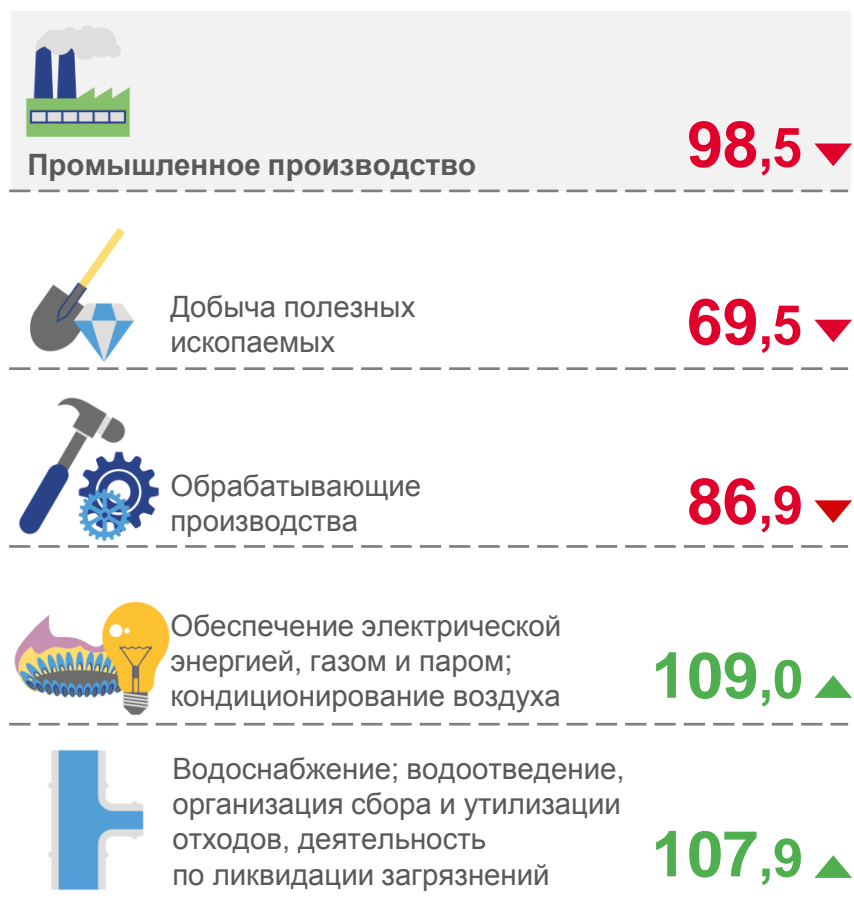 Промышленное производство
98,5
Добыча полезных
ископаемых
69,5
Обрабатывающие
производства
86,9
Обеспечение электрической
энергией, газом и паром;
кондиционирование воздуха
109,0
Водоснабжение; водоотведение,
организация сбора и утилизации
отходов, деятельность
по ликвидации загрязнений
107,9